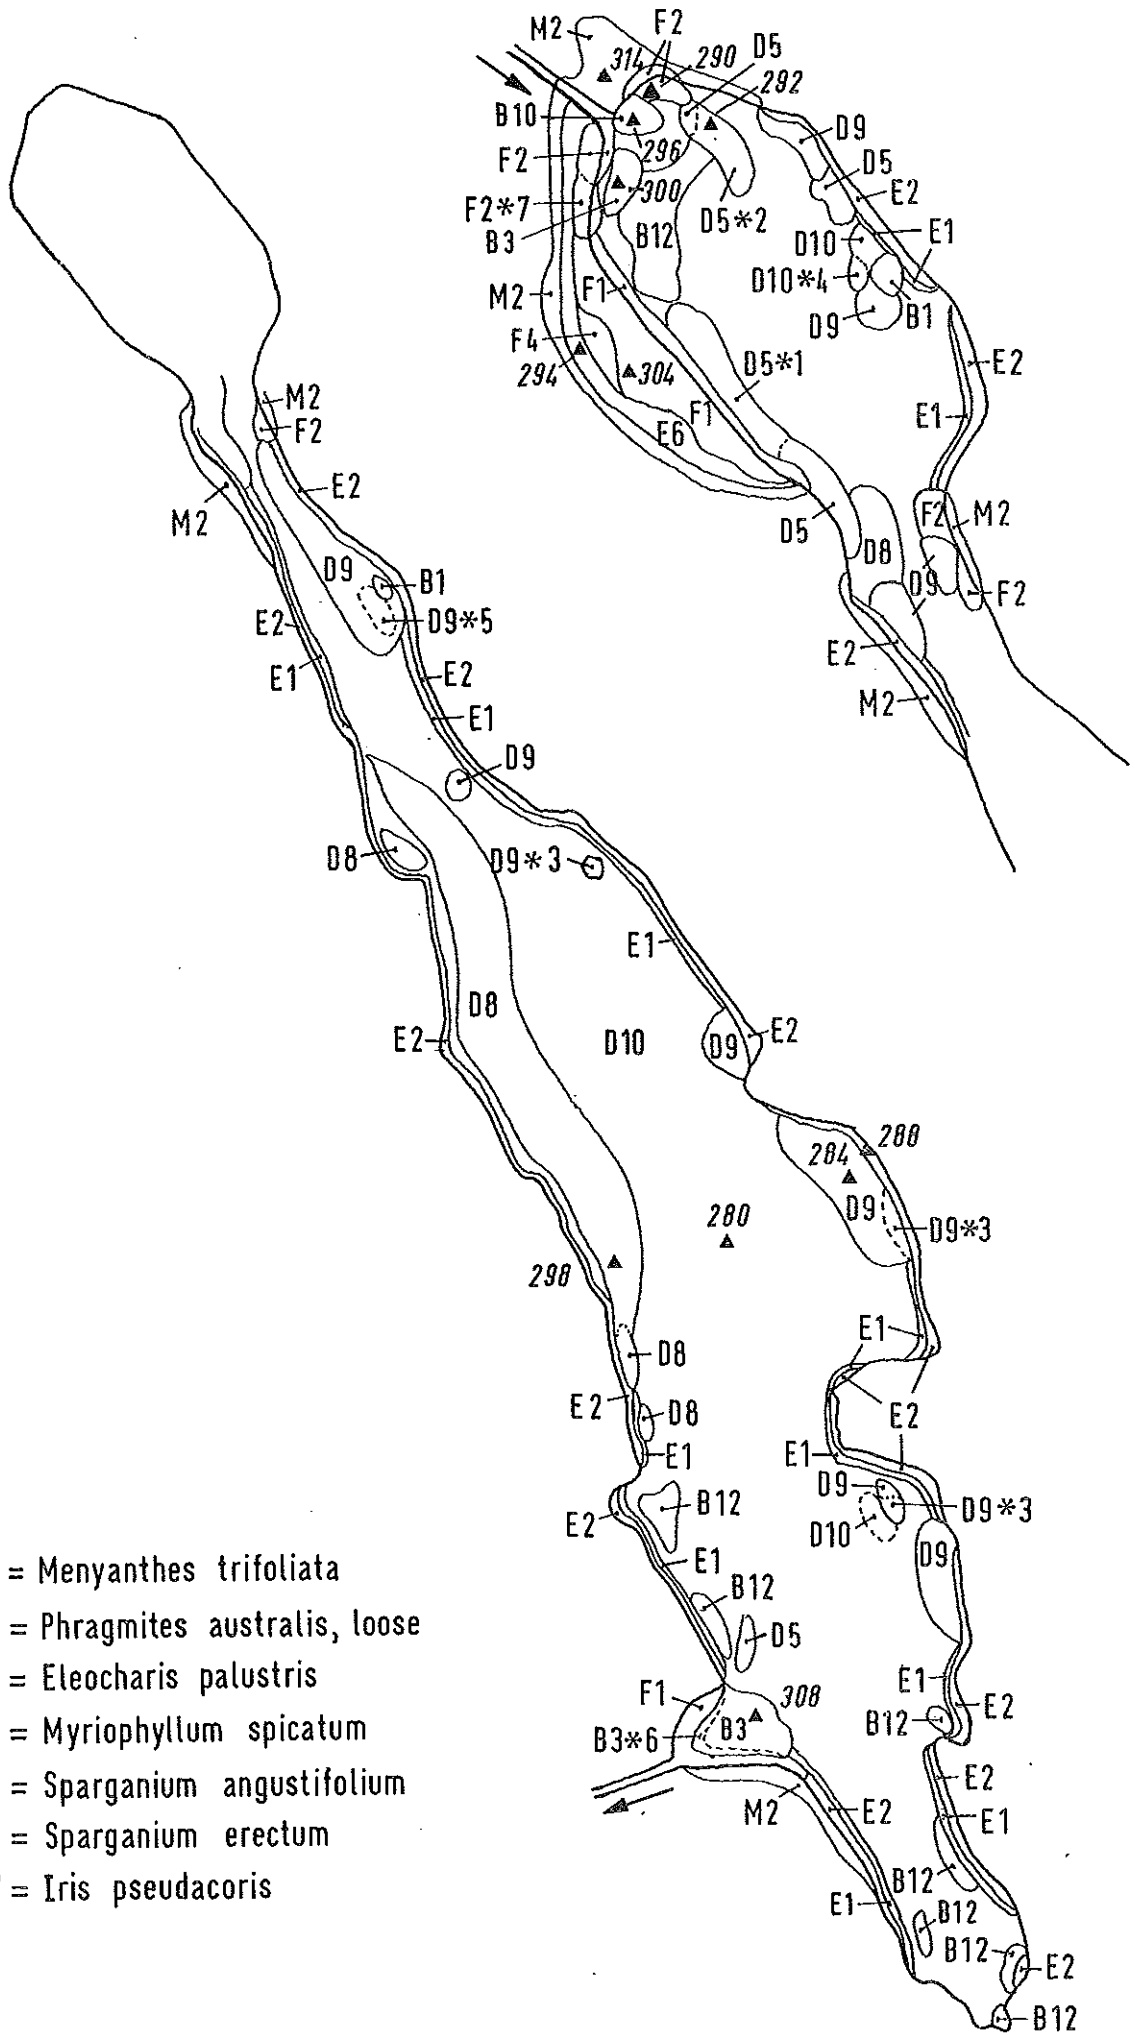 M2
F2
314
290
D5
292
B10
296
D9
F2
D5
300
E2
F2*7
B3
B12
D5*2
D10
E1
D10*4
M2
F1
D9
B1
F4
294
304
D5*1
E2
M2
F2
F1
E6
E1
E2
M2
D5
D8
F2
M2
D9
B1
D9
F2
E2
D9*5
E2
E1
E2
M2
E1
D9
D8
D9*3
E1
D8
E2
D10
D9
E2
288
284
D9
280
D9*3
298
E1
D8
E2
D8
E2
E1
E1
D9
D9*3
B12
E2
D10
D9
E1
= Menyanthes trifoliata
B12
= Phragmites australis, loose
D5
= Eleocharis palustris
E1
F1
308
E2
B12
= Myriophyllum spicatum
B3*6
B3
E2
= Sparganium angustifolium
M2
E2
E1
= Sparganium erectum
B12
= Iris pseudacoris
E1
B12
B12
E2
B12